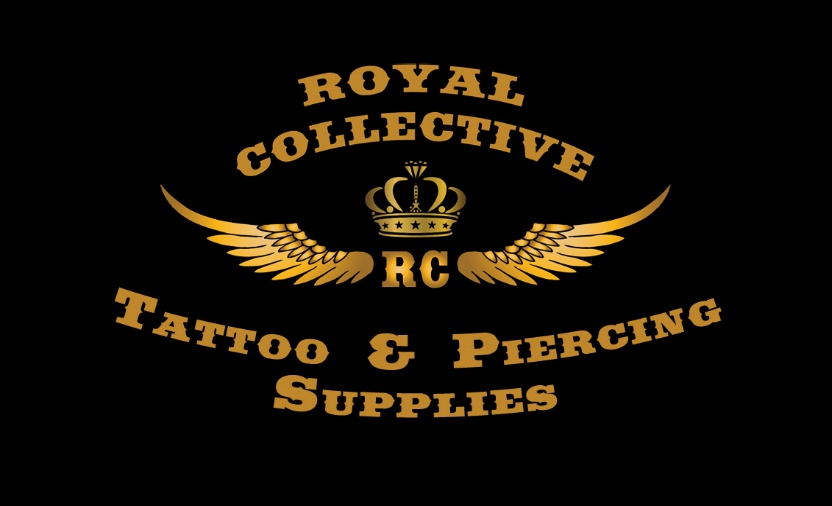 ROYAL
COLLECTIVE
RC
TATTOO & PIERCING
SUPPLIES